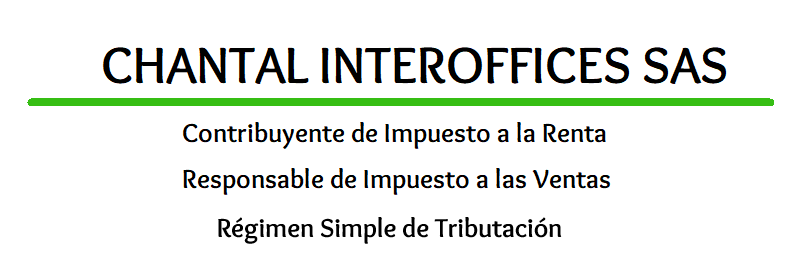 CHANTAL INTEROFFICES SAS
Contribuyente de Impuesto a la Renta
Responsable de Impuesto a las Ventas
Régimen Simple de Tributación